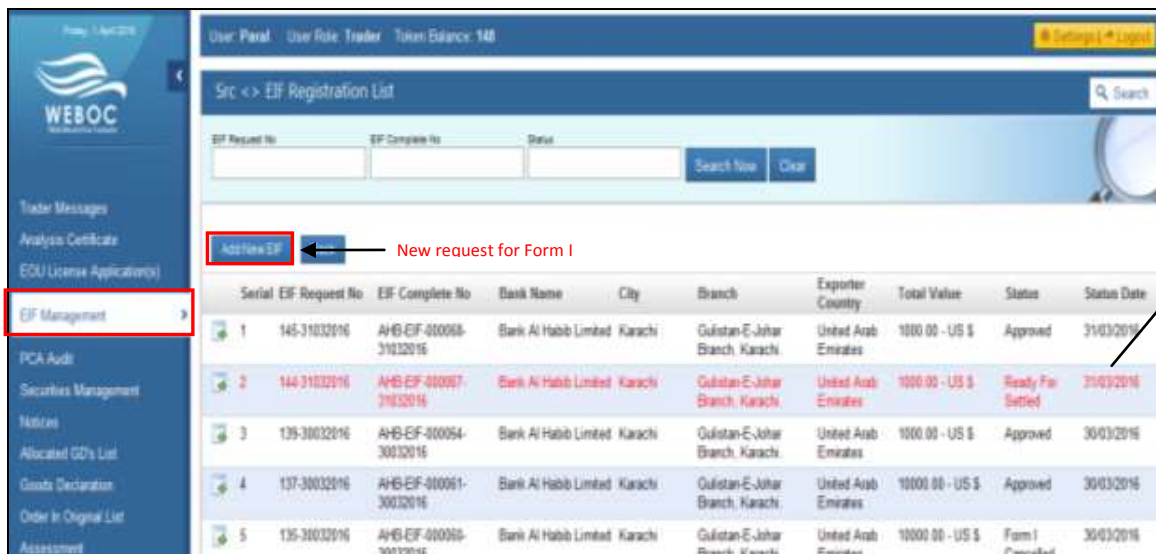 Friday, 1 April 2016
User: Paral User Role: Trader Token Balance: 148
Settings | Logout
WEBOC
Src <> EIF Registration List
Search
EIF Request No
EIF Complete No
Status
Search Now
Clear
Trader Messages
Analysis Certificate
EOU License Application(s)
EIF Management
PCA Audit
Securities Management
Notices
Allocated GD's List
Goods Declaration
Order In Original List
Assessment
Add New EIF
New request for Form I
Serial EIF Request No EIF Complete No Bank Name City Branch Exporter Country Total Value Status Status Date
1 145-31032016 AHB-EIF-000068-31032016 Bank Al Habib Limited Karachi Gulistan-E-Johar Branch, Karachi. United Arab Emirates 1000.00 - US $ Approved 31/03/2016
2 144-31032016 AHB-EIF-000067-31032016 Bank Al Habib Limited Karachi Gulistan-E-Johar Branch, Karachi. United Arab Emirates 1000.00 - US $ Ready For Settled 31/03/2016
3 139-30032016 AHB-EIF-000064-30032016 Bank Al Habib Limited Karachi Gulistan-E-Johar Branch, Karachi. United Arab Emirates 1000.00 - US $ Approved 30/03/2016
4 137-30032016 AHB-EIF-000061-30032016 Bank Al Habib Limited Karachi Gulistan-E-Johar Branch, Karachi. United Arab Emirates 10000.00 - US $ Approved 30/03/2016
5 135-30032016 AHB-EIF-000060-30032016 Bank Al Habib Limited Karachi Gulistan-E-Johar Branch, Karachi. United Arab Emirates 10000.00 - US $ Form I Cancelled 30/03/2016